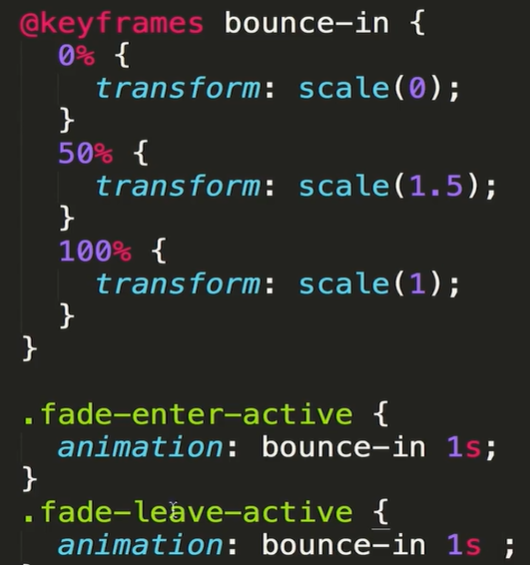 @keyframes bounce-in {
  0% {
    transform: scale(0);
  }
  50% {
    transform: scale(1.5);
  }
  100% {
    transform: scale(1);
  }
}

.fade-enter-active {
  animation: bounce-in 1s;
}
.fade-leave-active {
  animation: bounce-in 1s ;
}